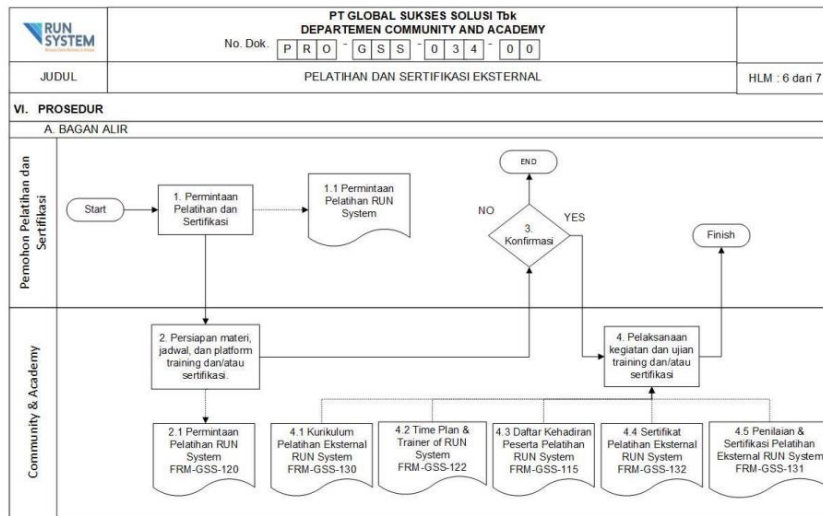 RUN
SYSTEM
PT GLOBAL SUKSES SOLUSI Tbk
DEPARTEMEN COMMUNITY AND ACADEMY
No. Dok. P R O - G S S - 0 3 4 - 0 0
JUDUL
PELATIHAN DAN SERTIFIKASI EKSTERNAL
HLM : 6 dari 7
VI. PROSEDUR
A. BAGAN ALIR
Pemohon Pelatihan dan
Sertifikasi
Start
1. Permintaan
Pelatihan dan
Sertifikasi
1.1 Permintaan
Pelatihan RUN
System
END
NO
YES
3.
Konfirmasi
Finish
Community & Academy
2. Persiapan materi,
jadwal, dan platform
training dan/atau
sertifikasi.
4. Pelaksanaan
kegiatan dan ujian
training dan/atau
sertifikasi
2.1 Permintaan
Pelatihan RUN
System
FRM-GSS-120
4.1 Kurikulum
Pelatihan Eksternal
RUN System
FRM-GSS-130
4.2 Time Plan &
Trainer of RUN
System
FRM-GSS-122
4.3 Daftar Kehadiran
Peserta Pelatihan
RUN System
FRM-GSS-115
4.4 Sertifikat
Pelatihan Eksternal
RUN System
FRM-GSS-132
4.5 Penilaian &
Sertifikasi Pelatihan
Eksternal RUN System
FRM-GSS-131